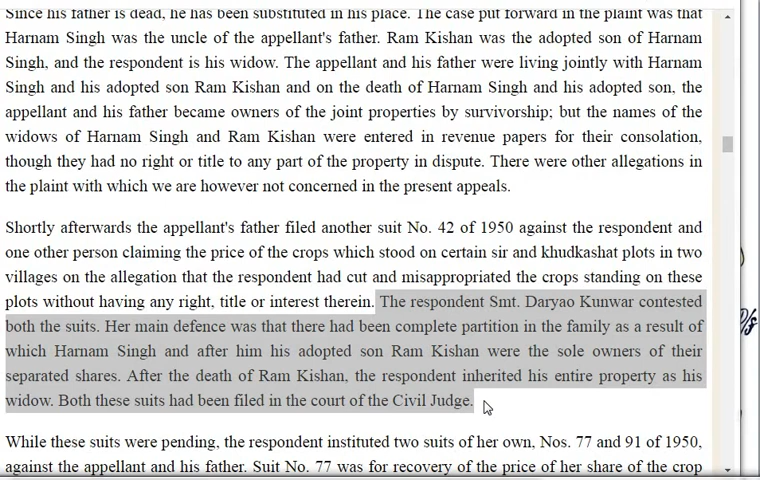 Since his father is dead, he has been substituted in his place. The case put forward in the plaint was that
Harnam Singh was the uncle of the appellant's father. Ram Kishan was the adopted son of Harnam
Singh, and the respondent is his widow. The appellant and his father were living jointly with Harnam
Singh and his adopted son Ram Kishan and on the death of Harnam Singh and his adopted son, the
appellant and his father became owners of the joint properties by survivorship; but the names of the
widows of Harnam Singh and Ram Kishan were entered in revenue papers for their consolation,
though they had no right or title to any part of the property in dispute. There were other allegations in
the plaint with which we are however not concerned in the present appeals.
Shortly afterwards the appellant's father filed another suit No. 42 of 1950 against the respondent and
one other person claiming the price of the crops which stood on certain sir and khudkashat plots in two
villages on the allegation that the respondent had cut and misappropriated the crops standing on these
plots without having any right, title or interest therein. The respondent Smt. Daryao Kunwar contested
both the suits. Her main defence was that there had been complete partition in the family as a result of
which Harnam Singh and after him his adopted son Ram Kishan were the sole owners of their
separated shares. After the death of Ram Kishan, the respondent inherited his entire property as his
widow. Both these suits had been filed in the court of the Civil Judge.
While these suits were pending, the respondent instituted two suits of her own, Nos. 77 and 91 of 1950,
against the appellant and his father. Suit No. 77 was for recovery of the price of her share of the crop